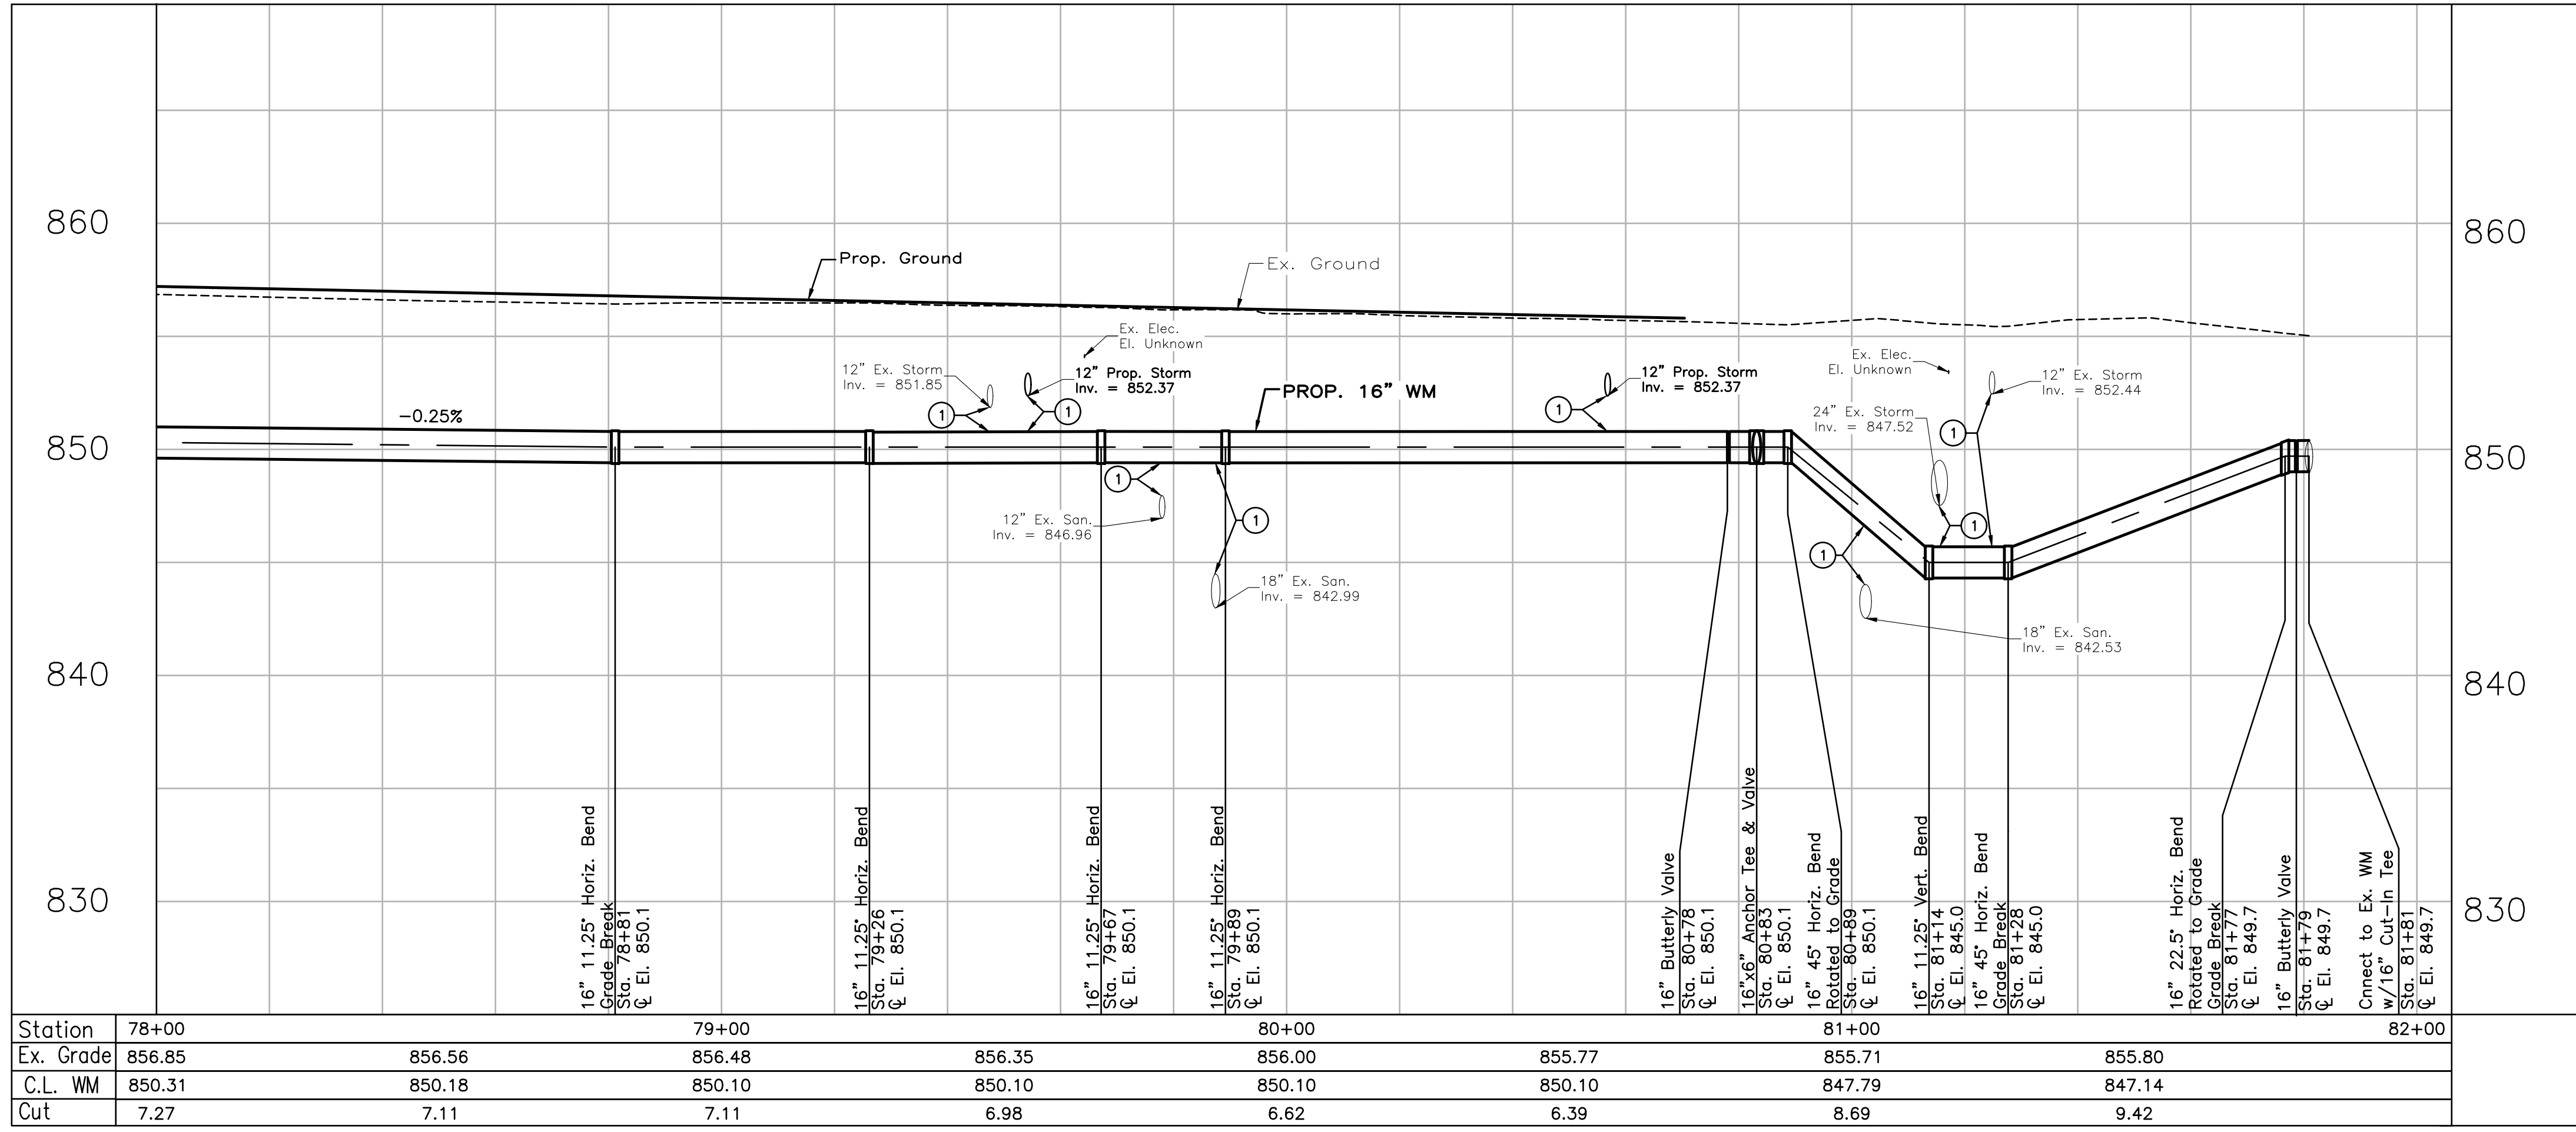 860
860
Prop. Ground
Ex. Ground
Ex. Elec.
El. Unknown
12" Ex. Storm
Inv. = 851.85
12" Prop. Storm
Inv. = 852.37
12" Prop. Storm
Inv. = 852.37
Ex. Elec.
El. Unknown
12" Ex. Storm
Inv. = 852.44
PROP. 16" WM
24" Ex. Storm
Inv. = 847.52
-0.25%
1
1
1
1
850
850
1
12" Ex. San.
Inv. = 846.96
1
1
1
18" Ex. San.
Inv. = 842.99
18" Ex. San.
Inv. = 842.53
840
840
830
830
16" 11.25° Horiz. Bend
Grade Break
Sta. 78+81
℄ El. 850.1
16" 11.25° Horiz. Bend
Sta. 79+26
℄ El. 850.1
16" 11.25° Horiz. Bend
Sta. 79+67
℄ El. 850.1
16" 11.25° Horiz. Bend
Sta. 79+89
℄ El. 850.1
16" Butterly Valve
Sta. 80+78
℄ El. 850.1
16"x6" Anchor Tee & Valve
Sta. 80+83
℄ El. 850.1
16" 45° Horiz. Bend
Rotated to Grade
Sta. 80+89
℄ El. 850.1
16" 11.25° Vert. Bend
Sta. 81+14
℄ El. 845.0
16" 45° Horiz. Bend
Grade Break
Sta. 81+28
℄ El. 845.0
16" 22.5° Horiz. Bend
Rotated to Grade
Grade Break
Sta. 81+77
℄ El. 849.7
16" Butterly Valve
Sta. 81+79
℄ El. 849.7
Cnnect to Ex. WM
w/16" Cut-In Tee
Sta. 81+81
℄ El. 849.7
Station 78+00 79+00 80+00 81+00 82+00
Ex. Grade 856.85 856.56 856.48 856.35 856.00 855.77 855.71 855.80
C.L. WM 850.31 850.18 850.10 850.10 850.10 850.10 847.79 847.14
Cut 7.27 7.11 7.11 6.98 6.62 6.39 8.69 9.42